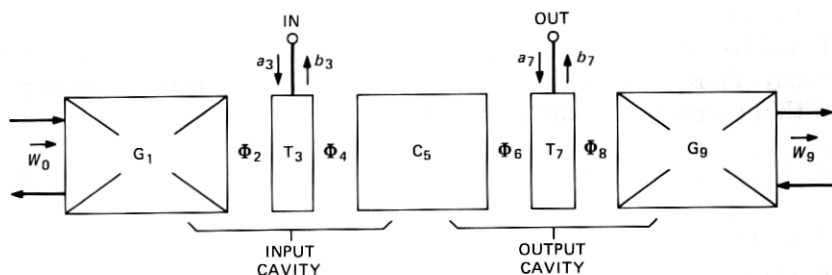 IN OUT
a3 b3 a7 b7
W0 G1 Φ2 T3 Φ4 C5 Φ6 T7 Φ8 G9 W9
INPUT OUTPUT
CAVITY CAVITY